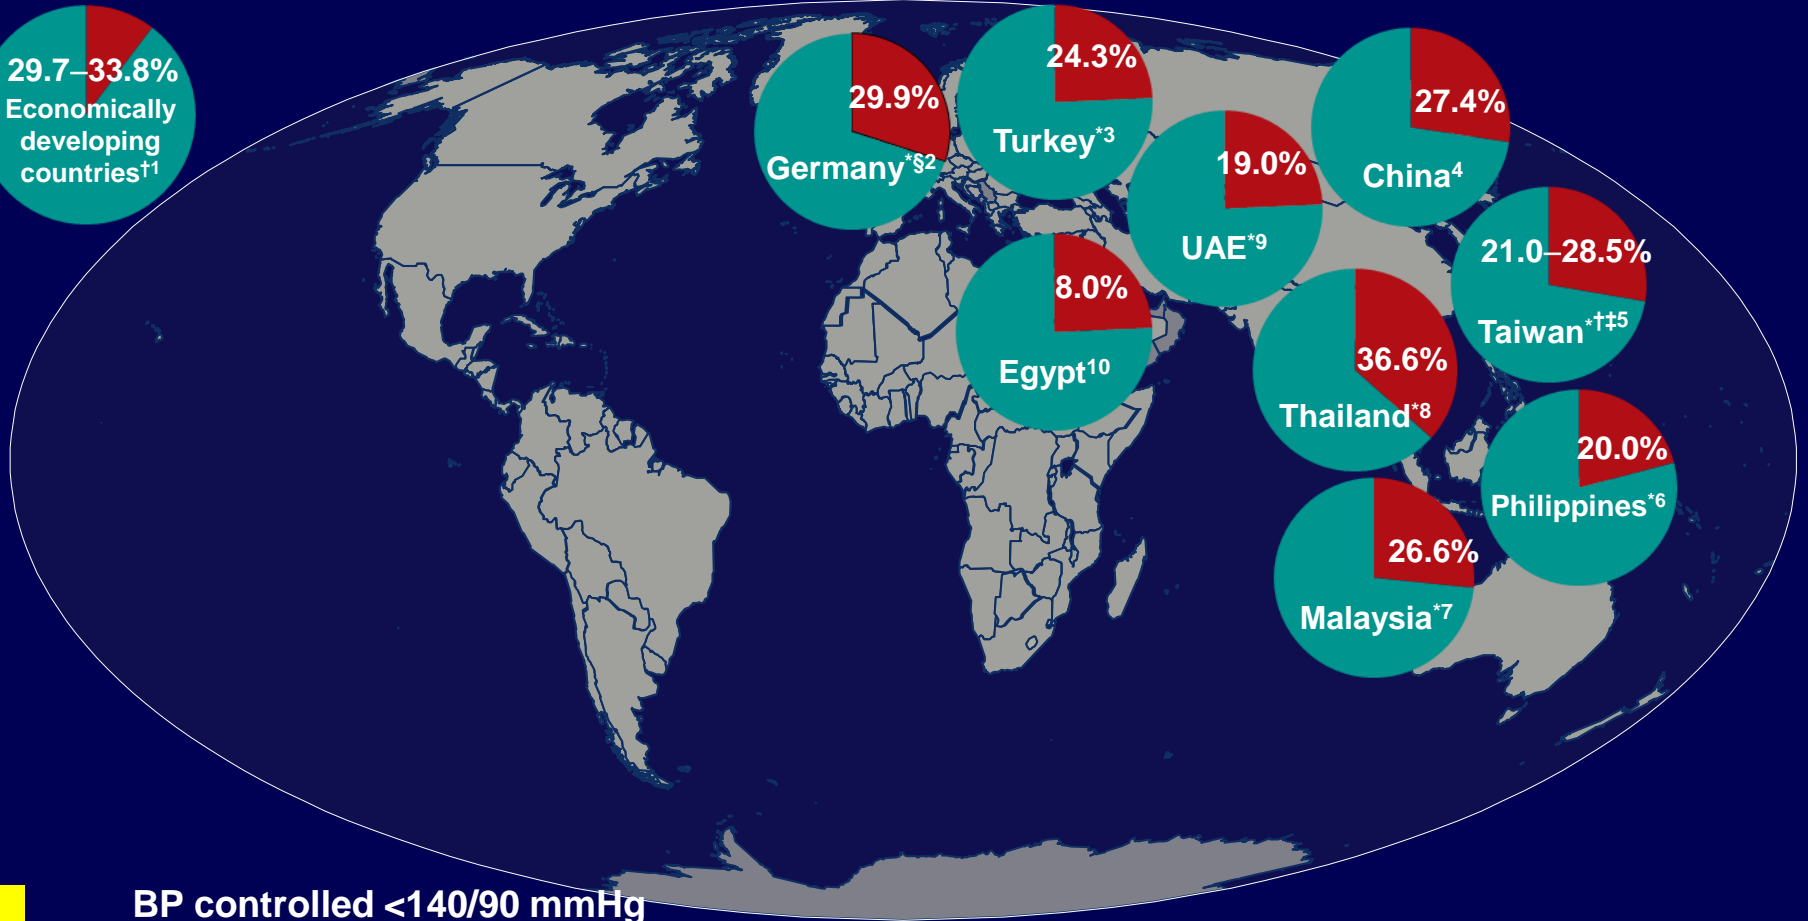 29.7–33.8%
Economically
developing
countries†1
29.9%
Germany*§2
24.3%
Turkey*3
19.0%
UAE*9
27.4%
China4
21.0–28.5%
Taiwan*†‡5
8.0%
Egypt10
36.6%
Thailand*8
20.0%
Philippines*6
26.6%
Malaysia*7
BP controlled <140/90 mmHg